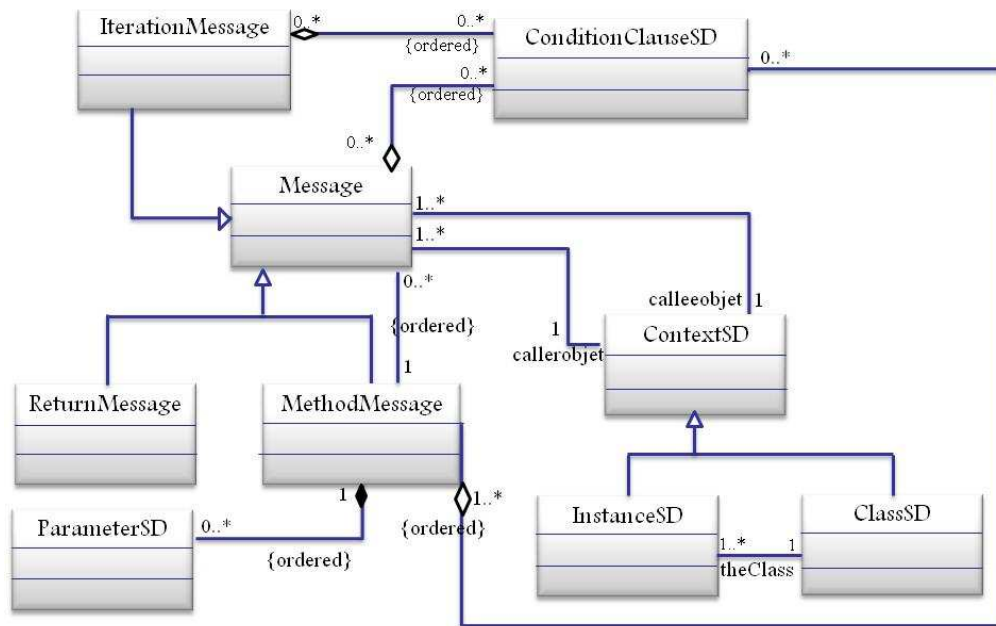 IterationMessage
0..*
0..*
{ordered}
ConditionClauseSD
0..*
0..*
{ordered}
0..*
Message
1..*
1..*
0..*
{ordered}
1
calleeobjet
1
1
callerobjet
ContextSD
ReturnMessage
MethodMessage
1
1..*
{ordered}
ParameterSD
0..*
{ordered}
InstanceSD
1..*
1
theClass
ClassSD